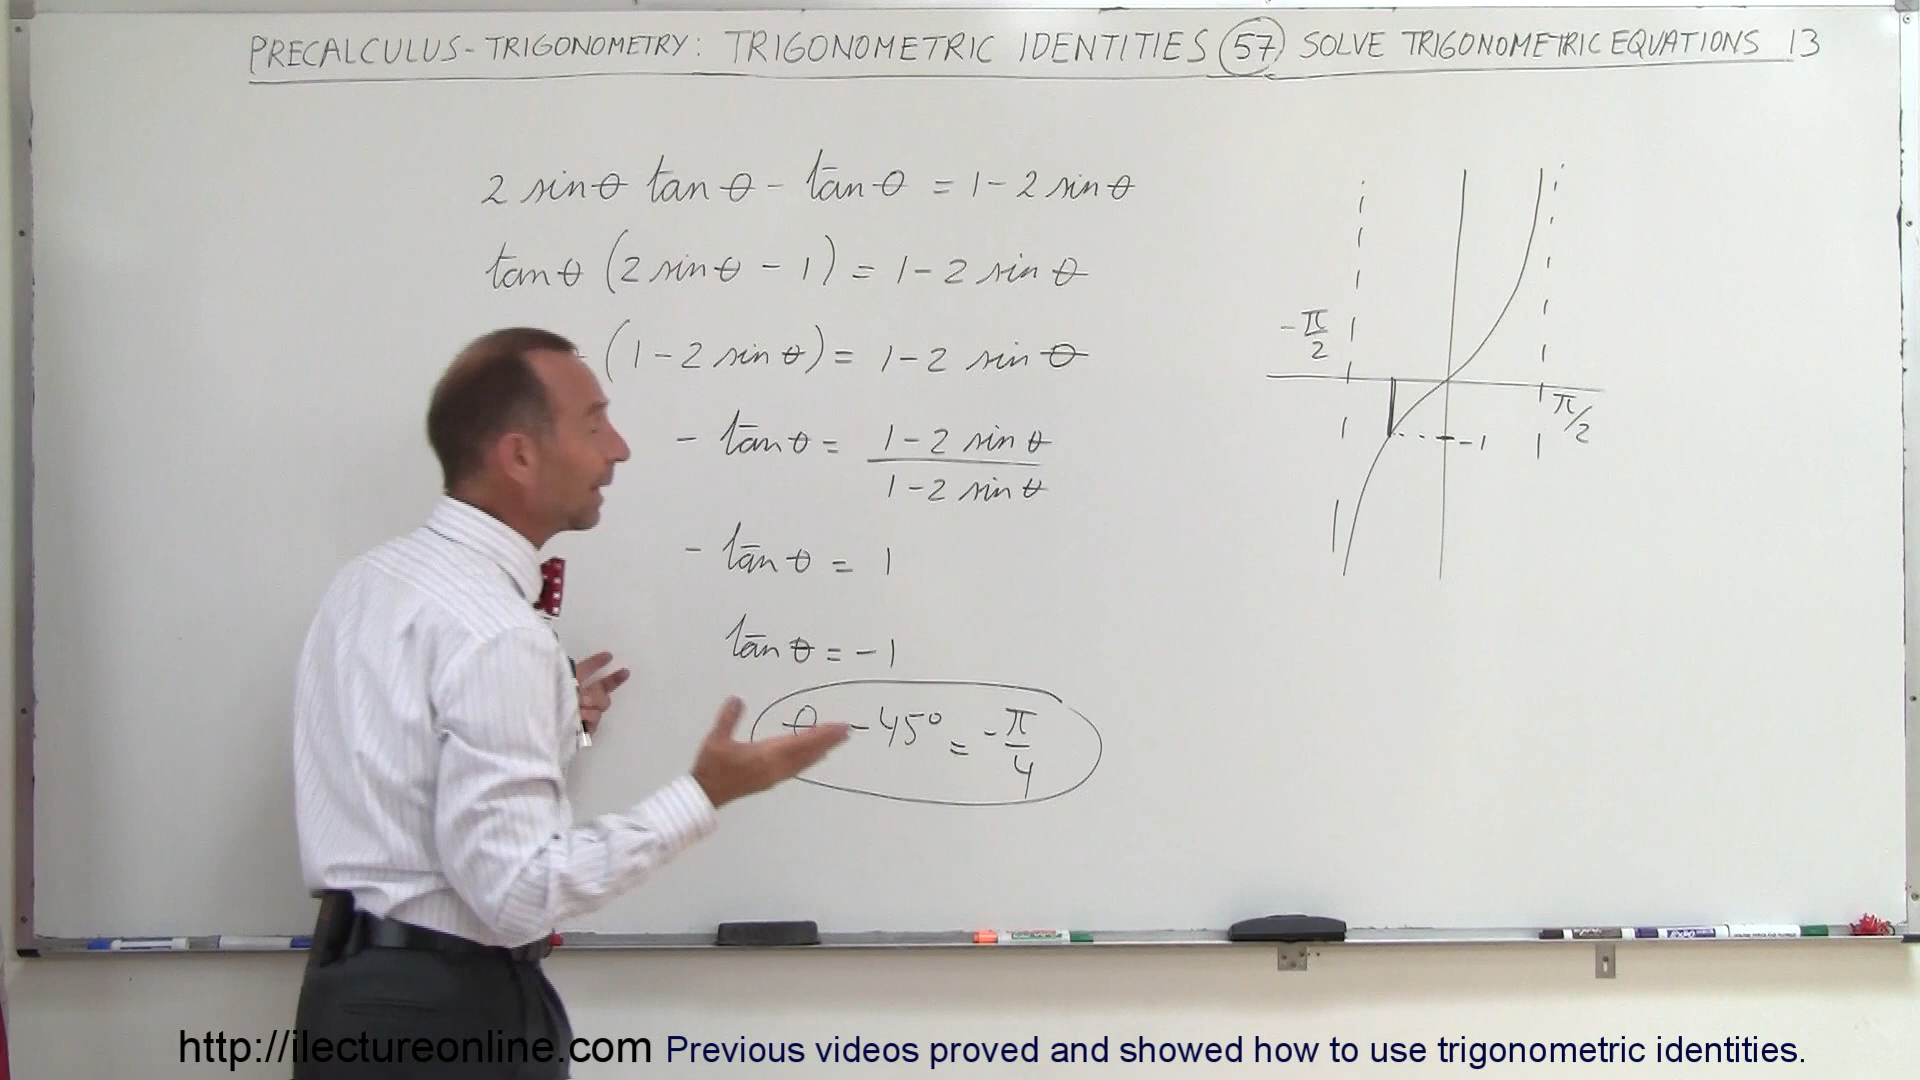 PRECALCULUS - TRIGONOMETRY: TRIGONOMETRIC IDENTITIES 57 SOLVE TRIGONOMETRIC EQUATIONS 13
2 sin θ tan θ - tan θ = 1 - 2 sin θ
tan θ (2 sin θ - 1) = 1 - 2 sin θ
(1 - 2 sin θ) = 1 - 2 sin θ
- tan θ = 1 - 2 sin θ / 1 - 2 sin θ
- tan θ = 1
tan θ = -1
θ - 45° = - π/4
- π/2
π/2
-1
http://ilectureonline.com Previous videos proved and showed how to use trigonometric identities.